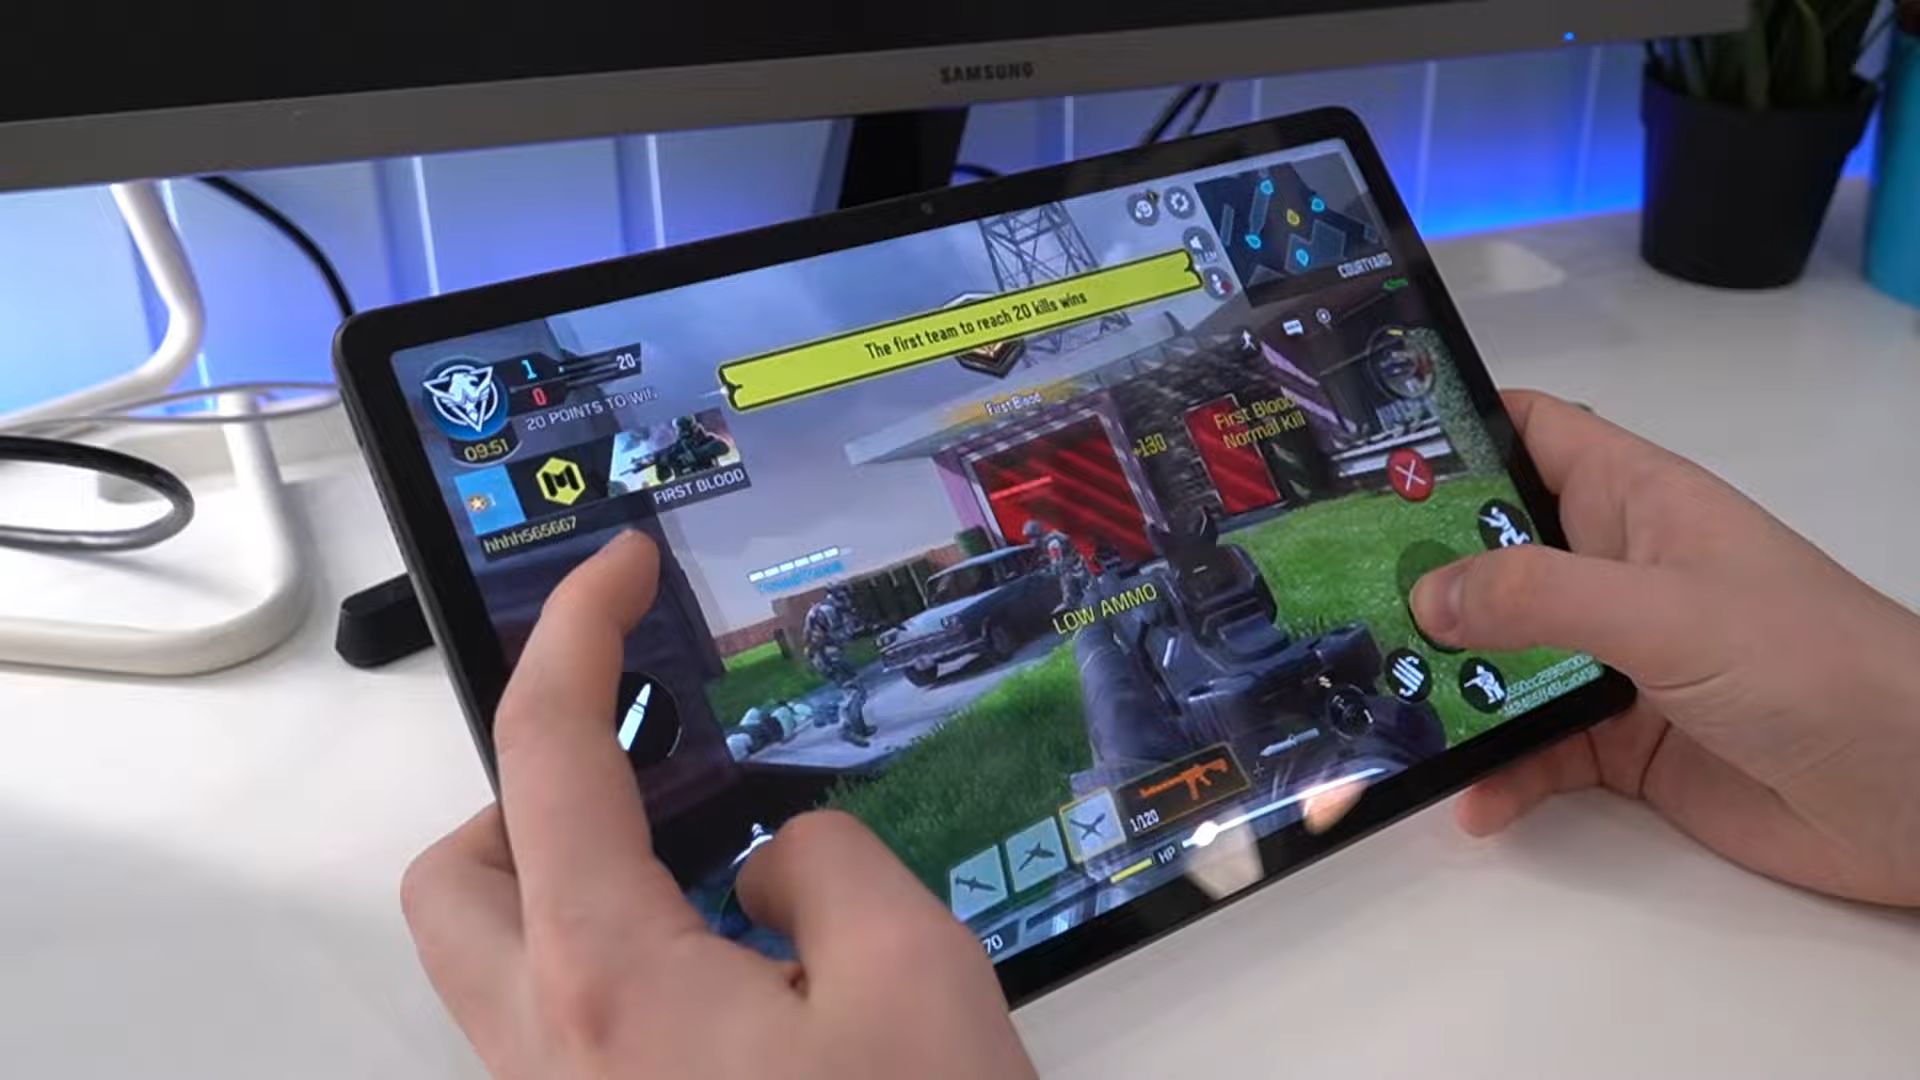 SAMSUNG
COURTYARD
The first team to reach 20 kills wins
1
20
0
20 POINTS TO WIN
09:51
FIRST BLOOD
hhhh565667
First Blood
+130
First Blood
Normal Kill
LOW AMMO
1/120
HP
70